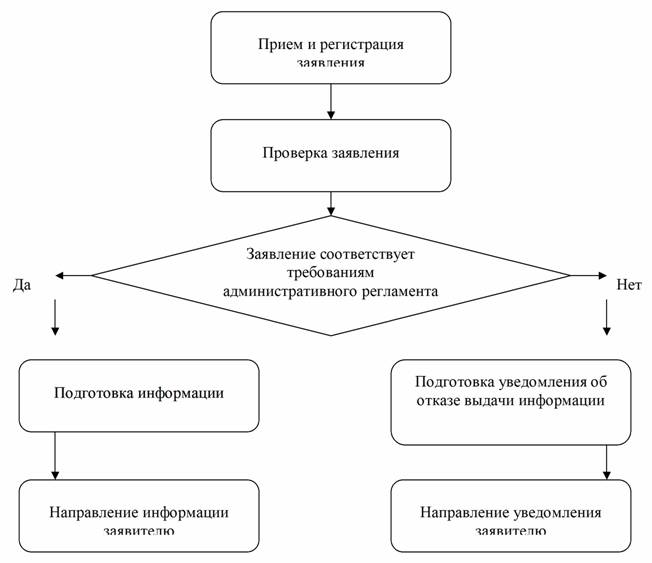 Прием и регистрация
заявления
Проверка заявления
Заявление соответствует
требованиям
административного регламента
Да
Нет
Подготовка информации
Подготовка уведомления об
отказе выдачи информации
Направление информации
заявителю
Направление уведомления
заявителю